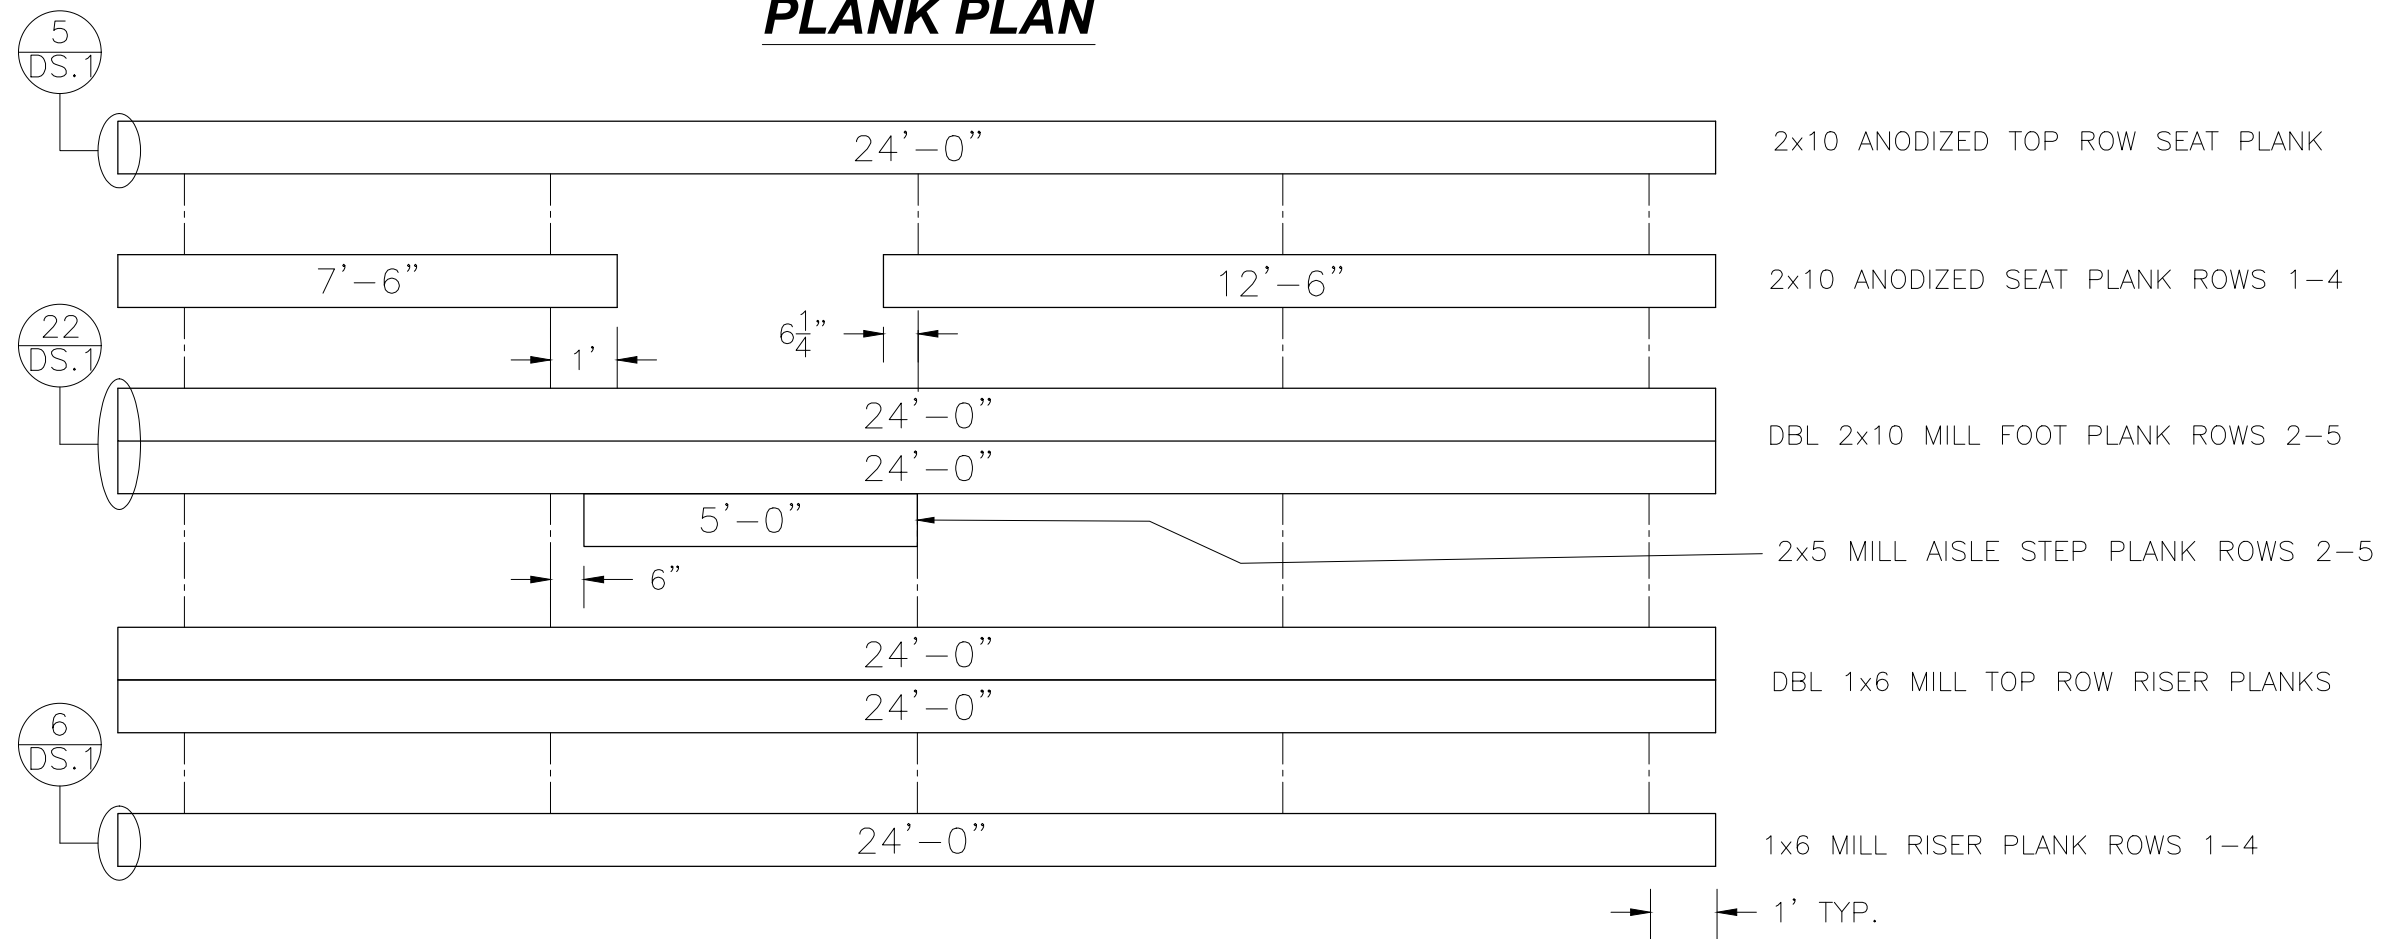 PLANK PLAN
5
DS.1
24'-0"
2x10 ANODIZED TOP ROW SEAT PLANK
7'-6"
12'-6"
2x10 ANODIZED SEAT PLANK ROWS 1-4
22
DS.1
1'
6 1/4"
24'-0"
24'-0"
DBL 2x10 MILL FOOT PLANK ROWS 2-5
5'-0"
2x5 MILL AISLE STEP PLANK ROWS 2-5
6"
24'-0"
24'-0"
DBL 1x6 MILL TOP ROW RISER PLANKS
6
DS.1
24'-0"
1x6 MILL RISER PLANK ROWS 1-4
1' TYP.